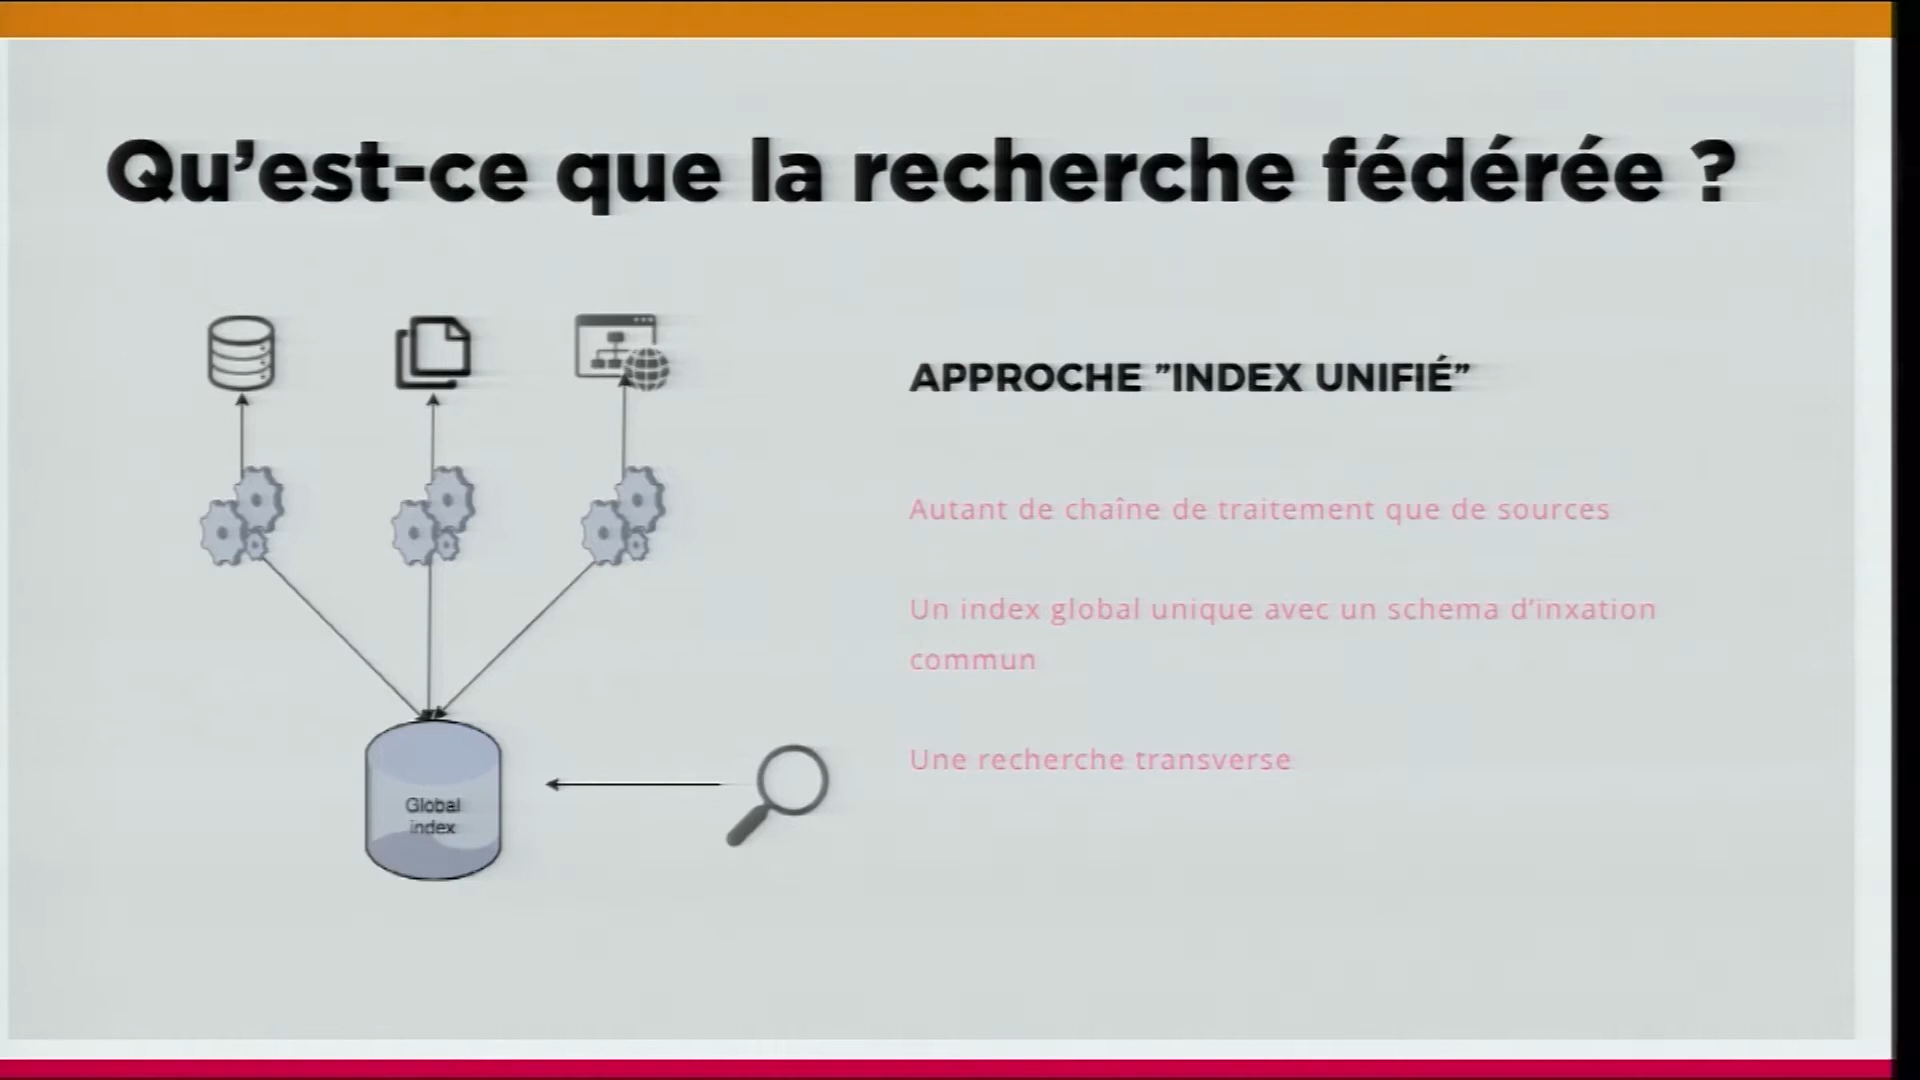 Qu’est-ce que la recherche fédérée ?
APPROCHE ”INDEX UNIFIÉ”
Autant de chaîne de traitement que de sources
Un index global unique avec un schema d’inxation
commun
Une recherche transverse
Global
index